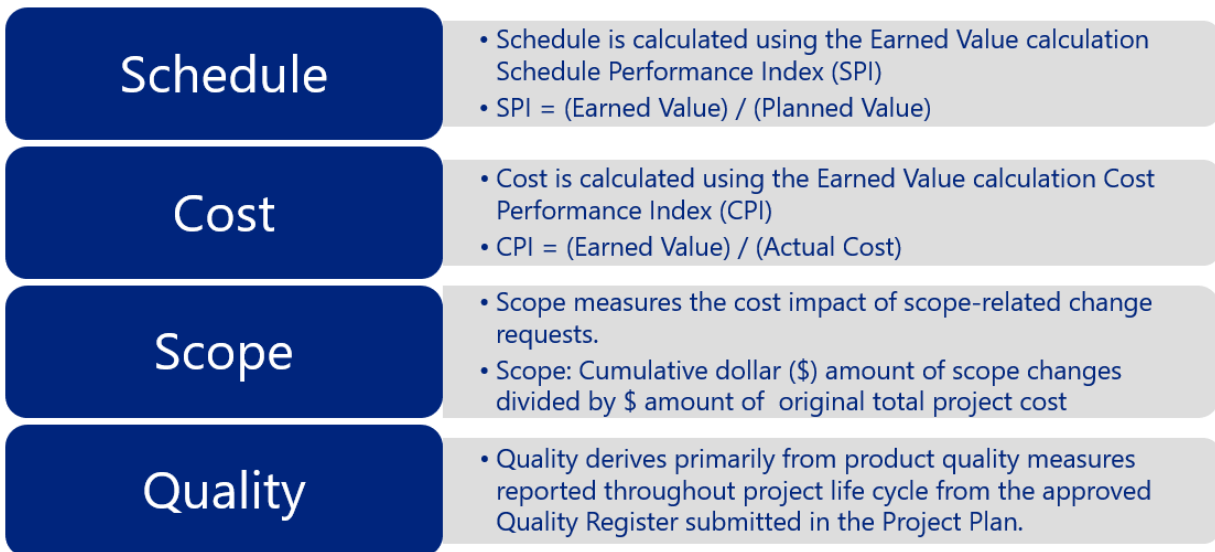 Schedule
• Schedule is calculated using the Earned Value calculation
Schedule Performance Index (SPI)
• SPI = (Earned Value) / (Planned Value)
Cost
• Cost is calculated using the Earned Value calculation Cost
Performance Index (CPI)
• CPI = (Earned Value) / (Actual Cost)
Scope
• Scope measures the cost impact of scope-related change
requests.
• Scope: Cumulative dollar ($) amount of scope changes
divided by $ amount of  original total project cost
Quality
• Quality derives primarily from product quality measures
reported throughout project life cycle from the approved
Quality Register submitted in the Project Plan.